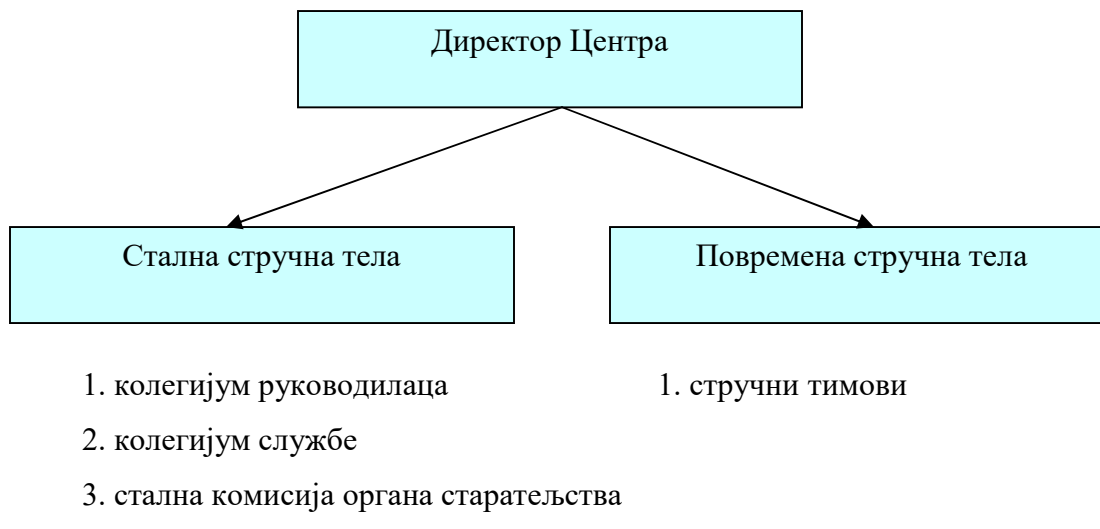 Директор Центра
Стална стручна тела
Повремена стручна тела
1. колегијум руководилаца
2. колегијум службе
3. стална комисија органа старатељства
1. стручни тимови